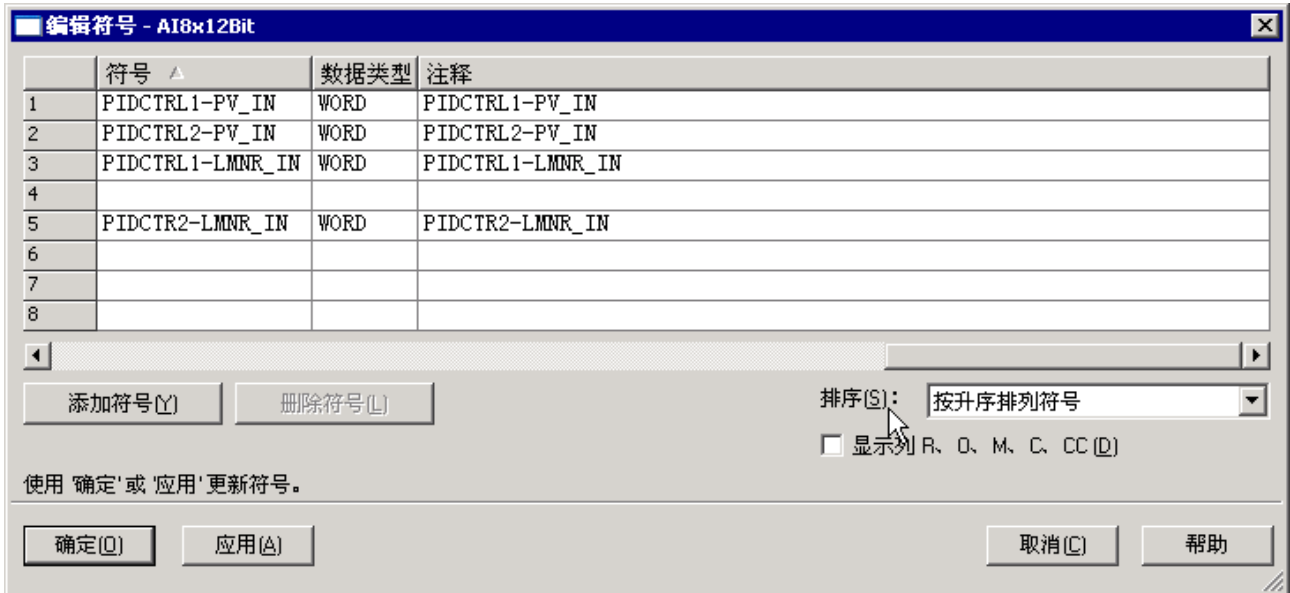 编辑符号 - AI8x12Bit
符号 数据类型 注释
1 PIDCTRL1-PV_IN WORD PIDCTRL1-PV_IN
2 PIDCTRL2-PV_IN WORD PIDCTRL2-PV_IN
3 PIDCTRL1-LMNR_IN WORD PIDCTRL1-LMNR_IN
4
5 PIDCTR2-LMNR_IN WORD PIDCTR2-LMNR_IN
6
7
8
添加符号(Y) 删除符号(L) 排序(S): 按升序排列符号
显示列 R、O、M、C、CC(D)
使用 '确定' 或 '应用' 更新符号。
确定(O) 应用(A) 取消(C) 帮助